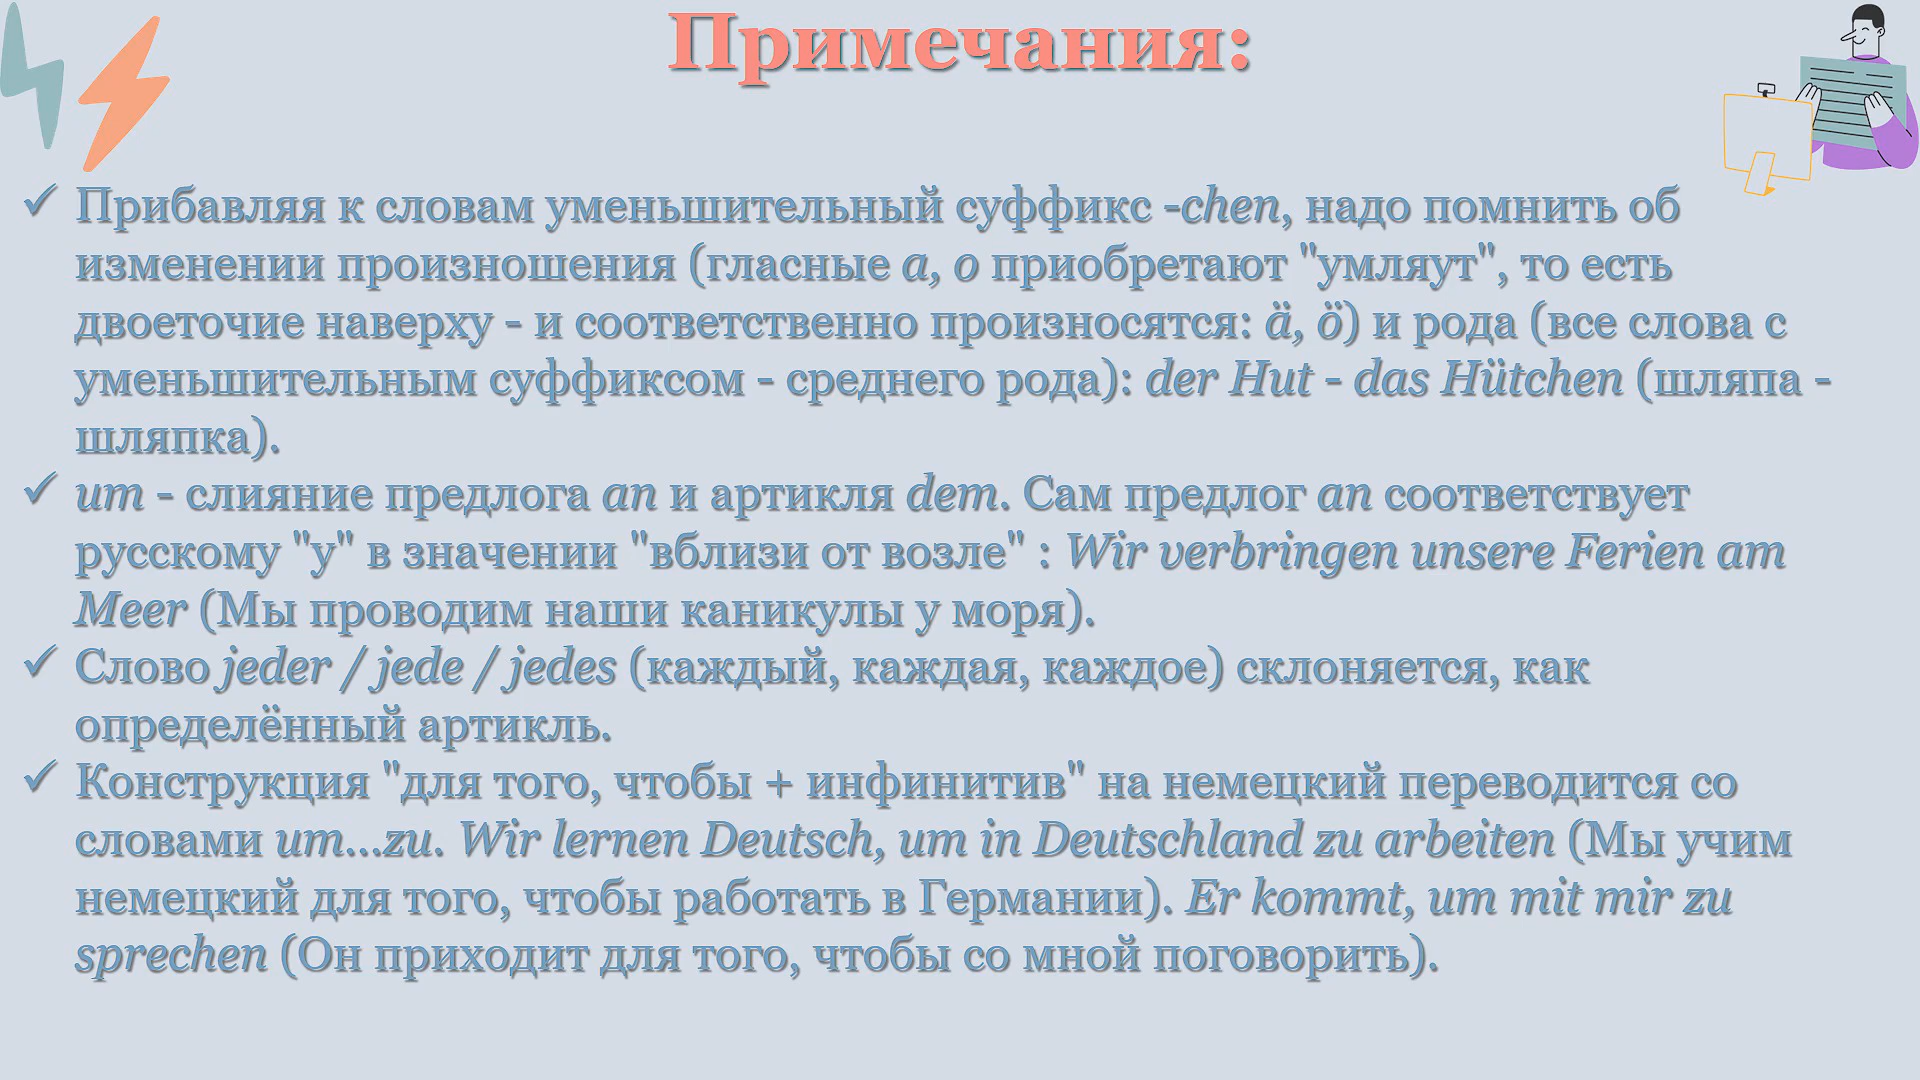 Примечания:
✓ Прибавляя к словам уменьшительный суффикс -chen, надо помнить об
изменении произношения (гласные a, o приобретают "умляут", то есть
двоеточие наверху - и соответственно произносятся: ä, ö) и рода (все слова с
уменьшительным суффиксом - среднего рода): der Hut - das Hütchen (шляпа -
шляпка).
✓ um - слияние предлога an и артикля dem. Сам предлог an соответствует
русскому "у" в значении "вблизи от возле" : Wir verbringen unsere Ferien am
Meer (Мы проводим наши каникулы у моря).
✓ Слово jeder / jede / jedes (каждый, каждая, каждое) склоняется, как
определённый артикль.
✓ Конструкция "для того, чтобы + инфинитив" на немецкий переводится со
словами um...zu. Wir lernen Deutsch, um in Deutschland zu arbeiten (Мы учим
немецкий для того, чтобы работать в Германии). Er kommt, um mit mir zu
sprechen (Он приходит для того, чтобы со мной поговорить).